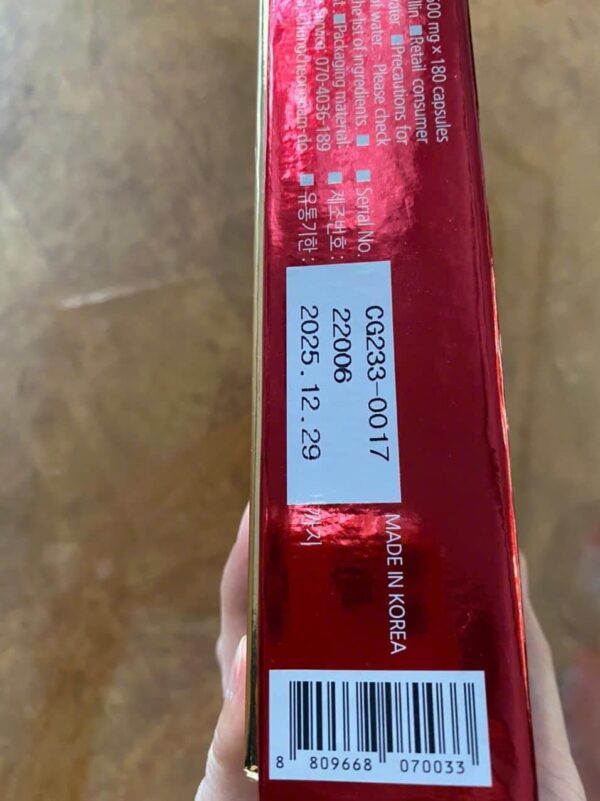 mg × 180 capsules
■Retail consumer
■Precautions for
water. Please check
list of ingredients. ■
■Packaging material:
070-4036-189
■ Serial No. CG233-0017
■ 제조번호 : 22006
■ 유통기한 : 2025.12.29 까지
MADE IN KOREA
8 809668 070033